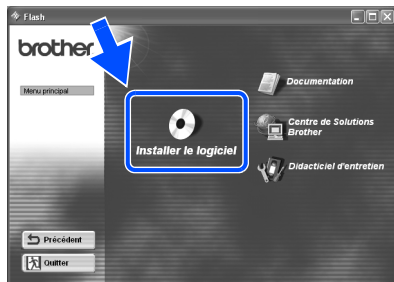 Flash
brother
Menu principal
Installer le logiciel
Documentation
Centre de Solutions
Brother
Didacticiel d'entretien
Précédent
Quitter